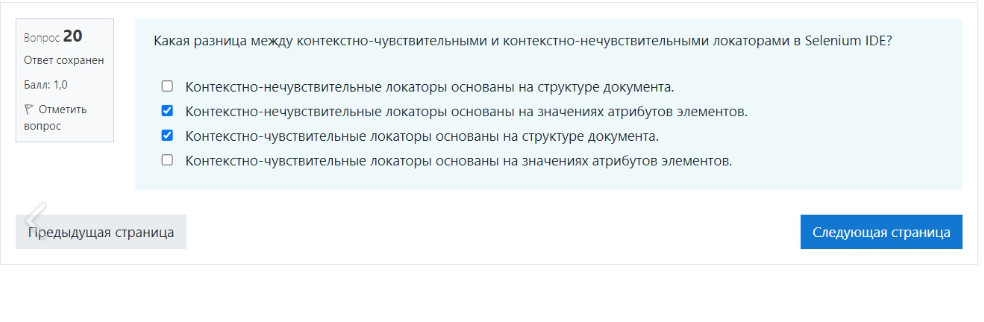 Вопрос 20
Ответ сохранен
Балл: 1,0
Отметить
вопрос
Какая разница между контекстно-чувствительными и контекстно-нечувствительными локаторами в Selenium IDE?
Контекстно-нечувствительные локаторы основаны на структуре документа.
Контекстно-нечувствительные локаторы основаны на значениях атрибутов элементов.
Контекстно-чувствительные локаторы основаны на структуре документа.
Контекстно-чувствительные локаторы основаны на значениях атрибутов элементов.
Предыдущая страница
Следующая страница